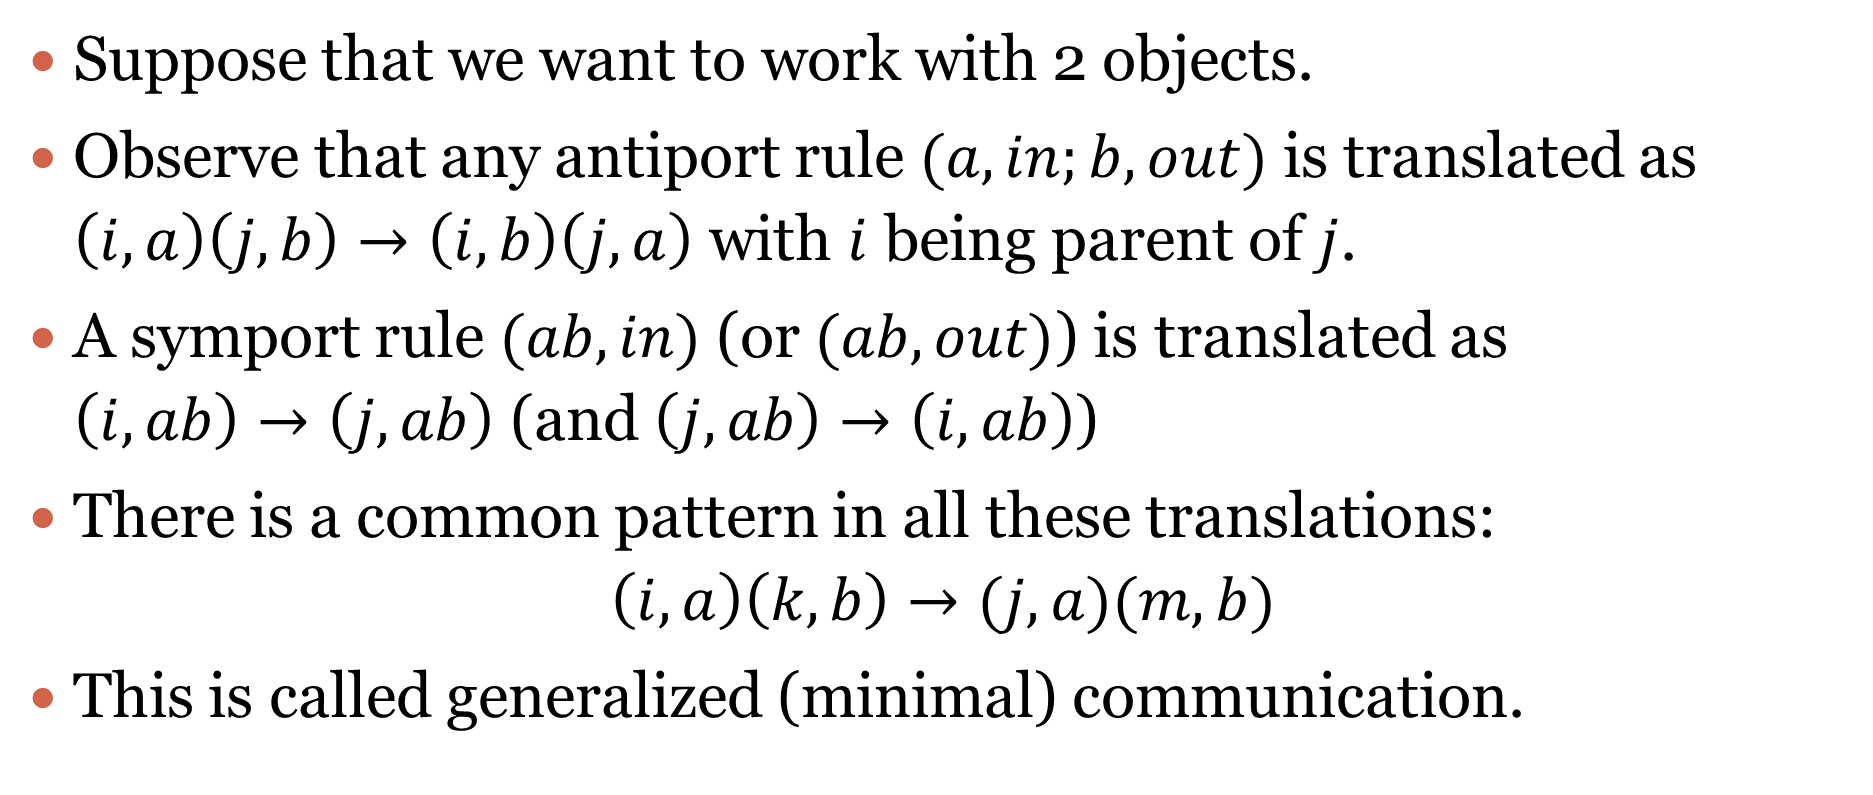 • Suppose that we want to work with 2 objects.
• Observe that any antiport rule (a, in; b, out) is translated as
(i, a)(j, b) → (i, b)(j, a) with i being parent of j.
• A symport rule (ab, in) (or (ab, out)) is translated as
(i, ab) → (j, ab) (and (j, ab) → (i, ab))
• There is a common pattern in all these translations:
(i, a)(k, b) → (j, a)(m, b)
• This is called generalized (minimal) communication.